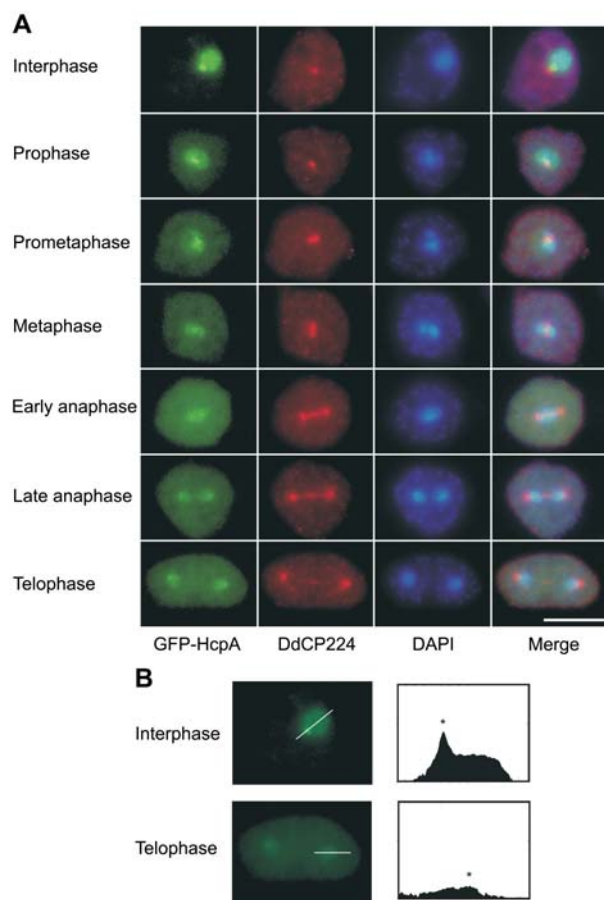 A
Interphase
Prophase
Prometaphase
Metaphase
Early anaphase
Late anaphase
Telophase
GFP-HcpA DdCP224 DAPI Merge
B
Interphase
*
Telophase
*